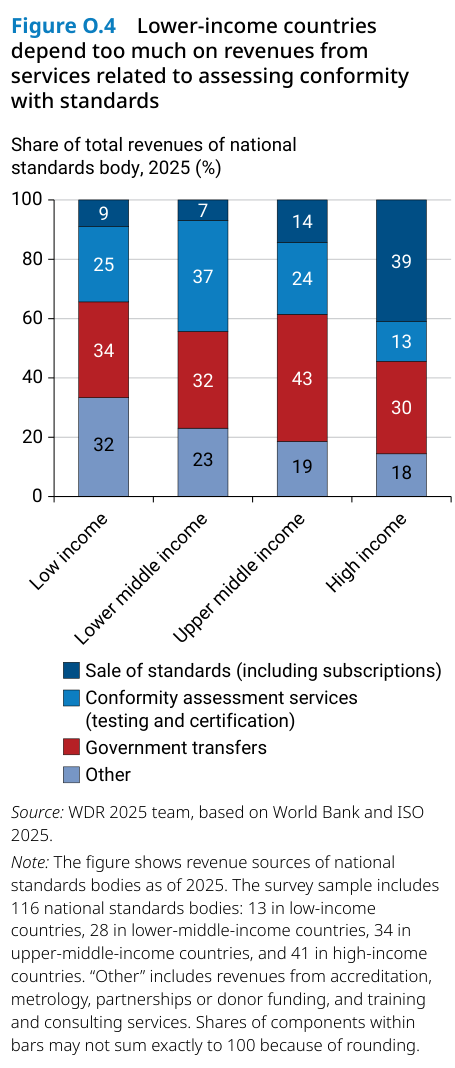 Figure O.4 Lower-income countries
depend too much on revenues from
services related to assessing conformity
with standards
Share of total revenues of national
standards body, 2025 (%)
100
80
60
40
20
0
9
25
34
32
7
37
32
23
14
24
43
19
39
13
30
18
Low income
Lower middle income
Upper middle income
High income
Sale of standards (including subscriptions)
Conformity assessment services
(testing and certification)
Government transfers
Other
Source: WDR 2025 team, based on World Bank and ISO
2025.
Note: The figure shows revenue sources of national
standards bodies as of 2025. The survey sample includes
116 national standards bodies: 13 in low-income
countries, 28 in lower-middle-income countries, 34 in
upper-middle-income countries, and 41 in high-income
countries. “Other” includes revenues from accreditation,
metrology, partnerships or donor funding, and training
and consulting services. Shares of components within
bars may not sum exactly to 100 because of rounding.